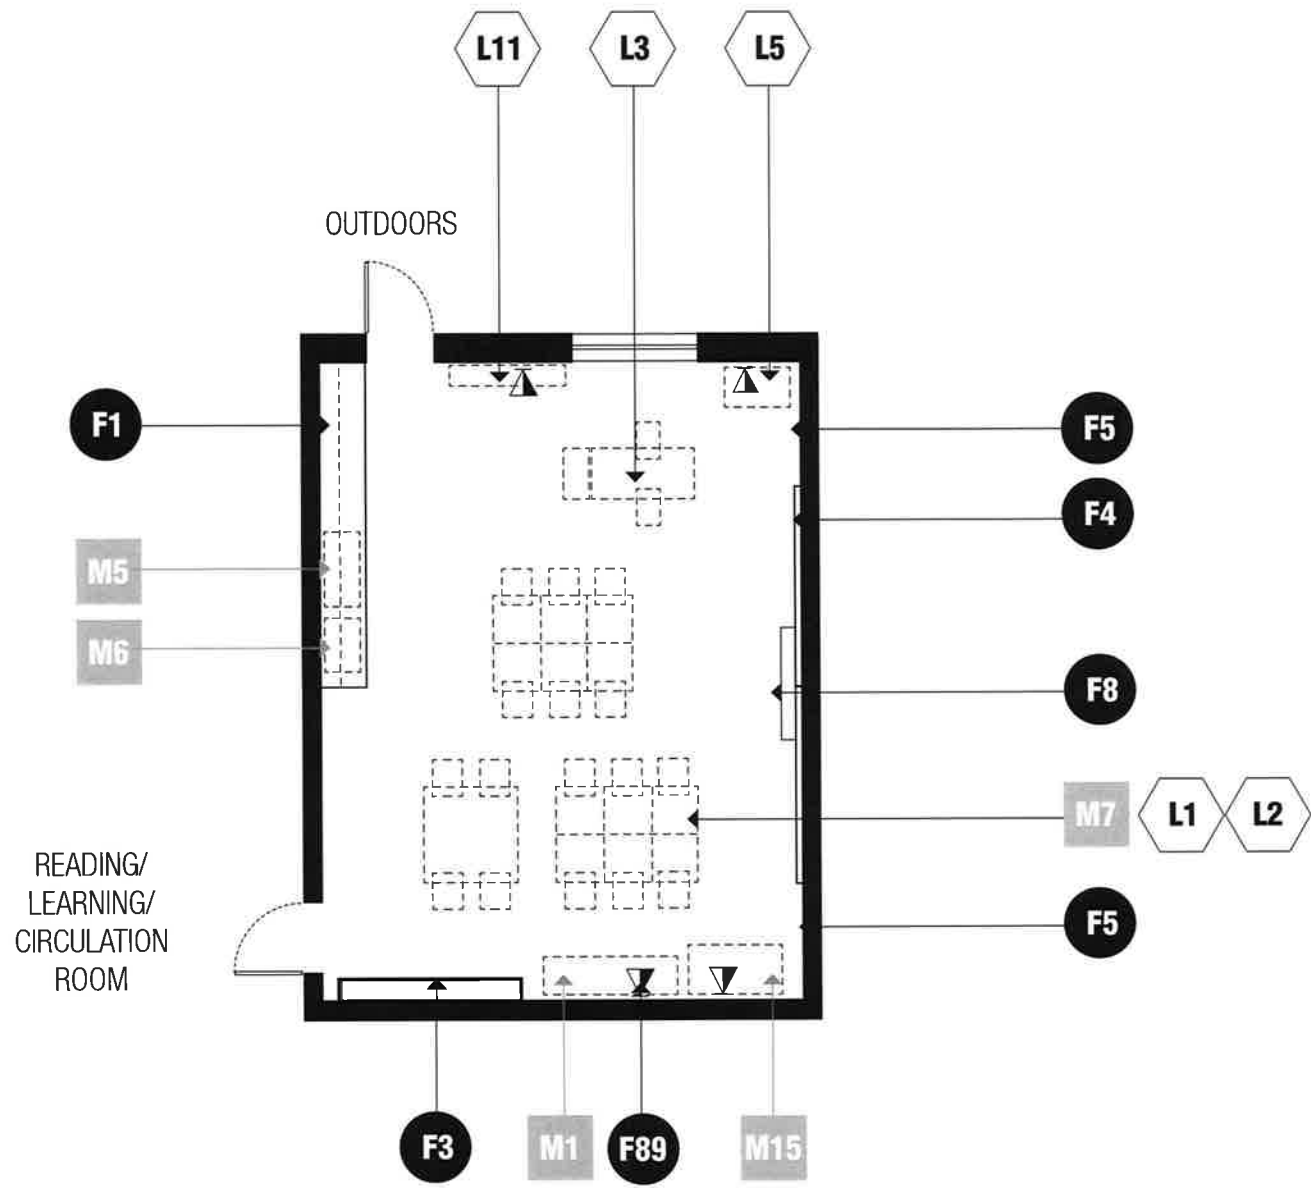 L11
L3
L5
OUTDOORS
F1
F5
F4
M5
M6
F8
M7 L1 L2
READING/
LEARNING/
CIRCULATION
ROOM
F5
F3
M1
F89
M15